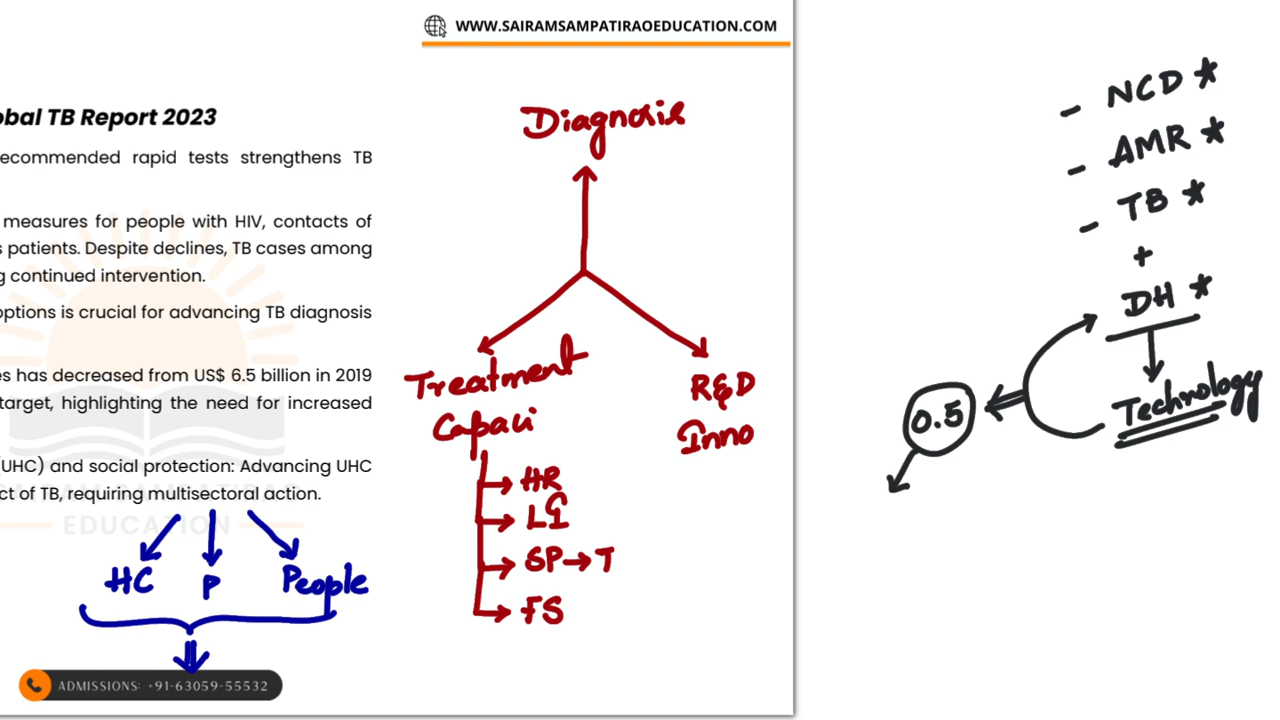 WWW.SAIRAMSAMPATIRAOEDUCATION.COM
obal TB Report 2023
ecommended rapid tests strengthens TB
measures for people with HIV, contacts of
s patients. Despite declines, TB cases among
g continued intervention.
options is crucial for advancing TB diagnosis
es has decreased from US$ 6.5 billion in 2019
target, highlighting the need for increased
(UHC) and social protection: Advancing UHC
ct of TB, requiring multisectoral action.
EDUCATION
HC P People
ADMISSIONS: +91-63059-55532
Diagnosis
Treatment
Capaci
HR
SP→T
FS
R&D
Inno
- NCD *
- AMR *
- TB *
+
DH *
Technology
0.5